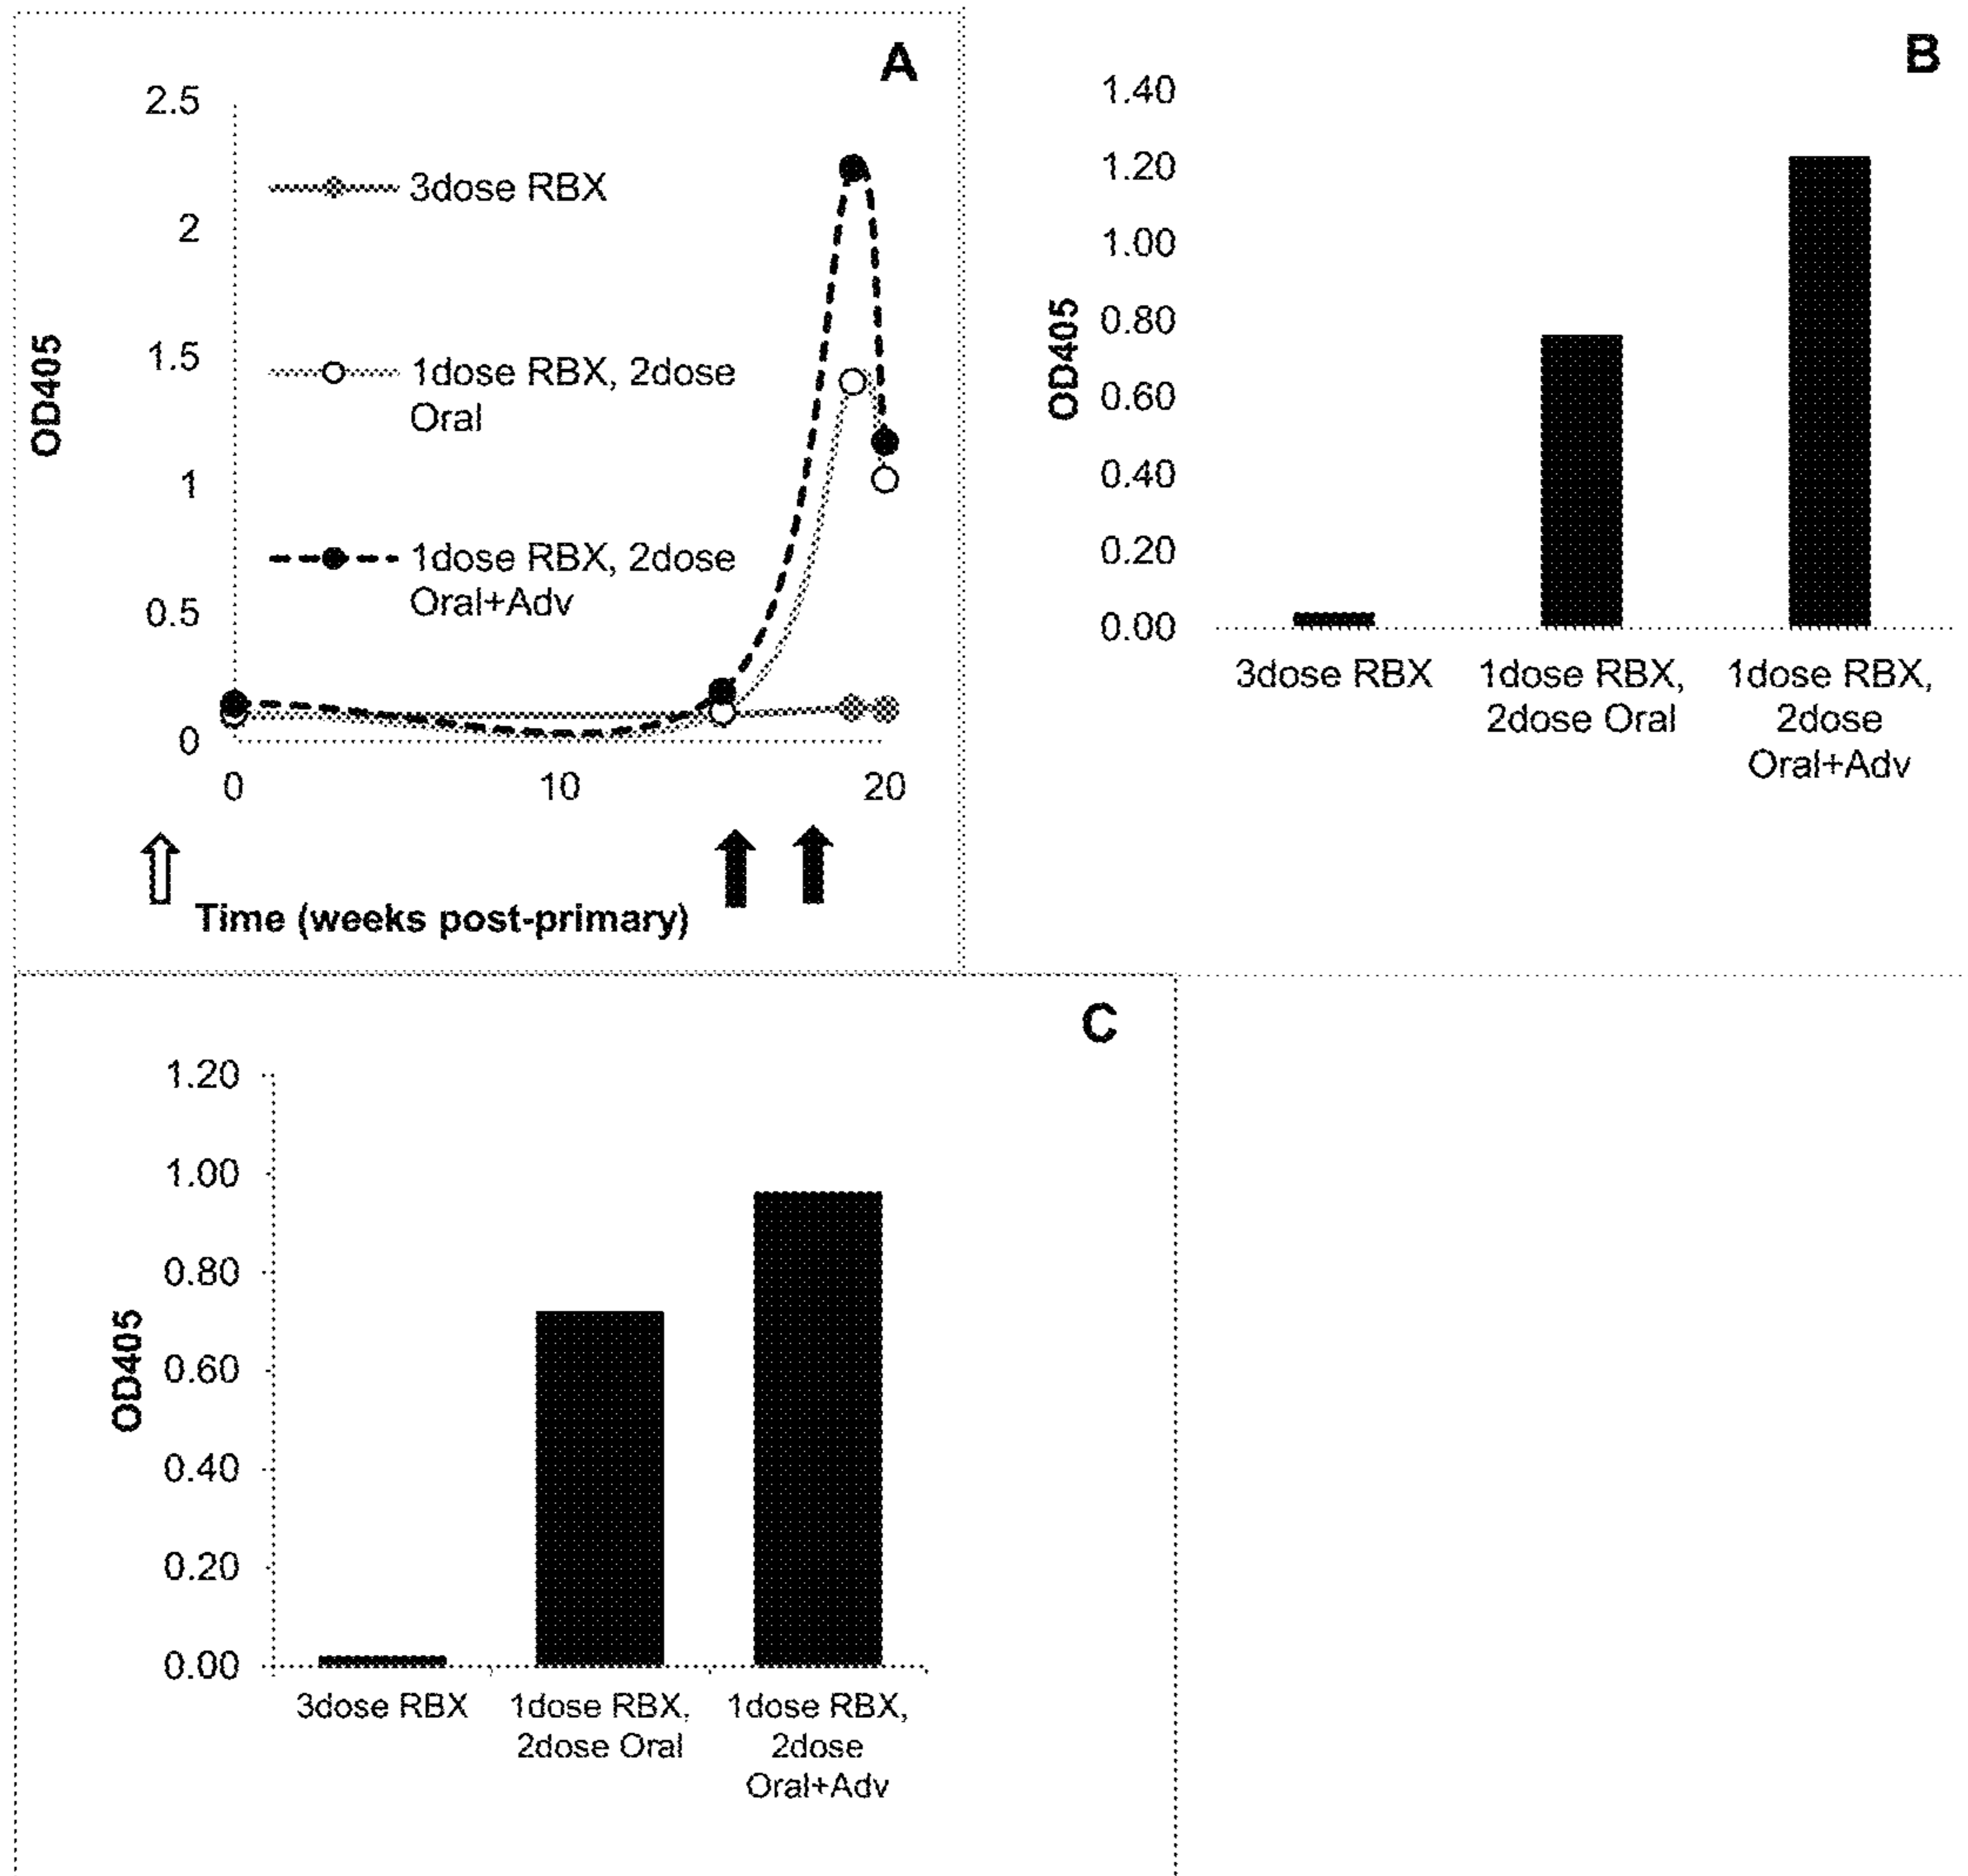 A
2.5
2
1.5
1
0.5
0
OD405
3dose RBX
1dose RBX, 2dose
Oral
1dose RBX, 2dose
Oral+Adv
0 10 20
Time (weeks post-primary)
B
1.40
1.20
1.00
0.80
0.60
0.40
0.20
0.00
OD405
3dose RBX
1dose RBX,
2dose Oral
1dose RBX,
2dose
Oral+Adv
C
1.20
1.00
0.80
0.60
0.40
0.20
0.00
OD405
3dose RBX
1dose RBX,
2dose Oral
1dose RBX,
2dose
Oral+Adv